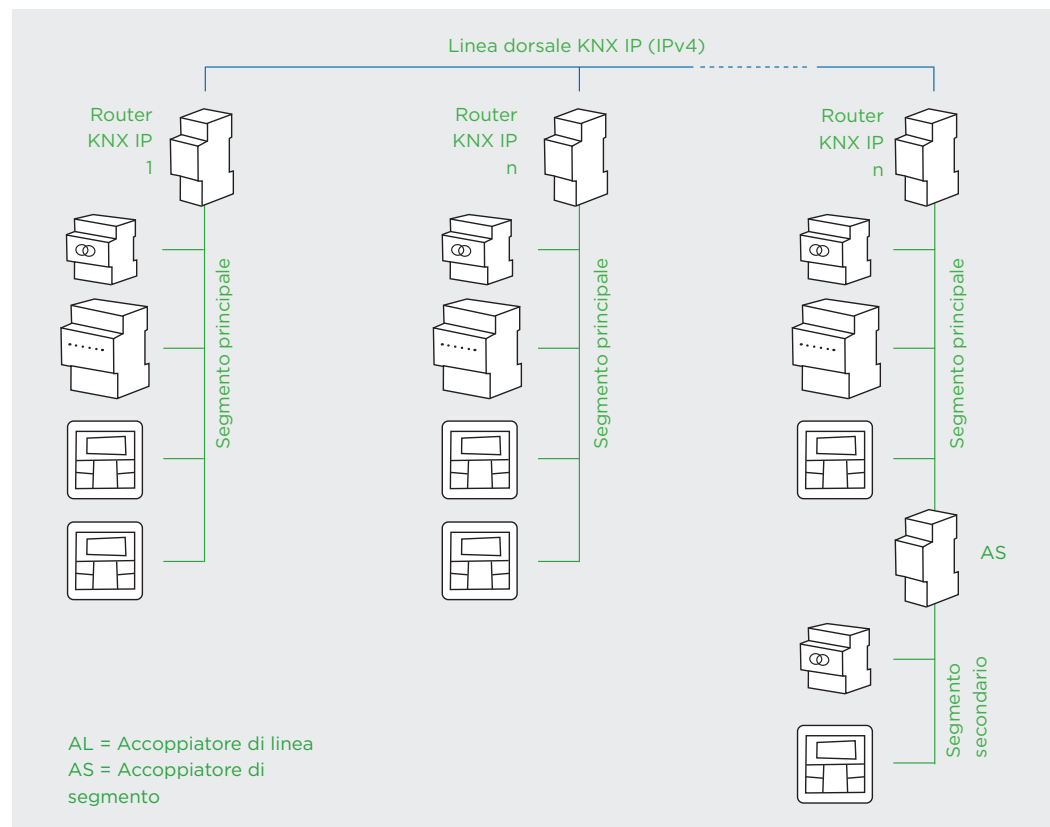 Linea dorsale KNX IP (IPv4)
Router
KNX IP
1
Router
KNX IP
n
Router
KNX IP
n
Segmento principale
Segmento principale
Segmento principale
AS
Segmento
secondario
AL = Accoppiatore di linea
AS = Accoppiatore di
segmento